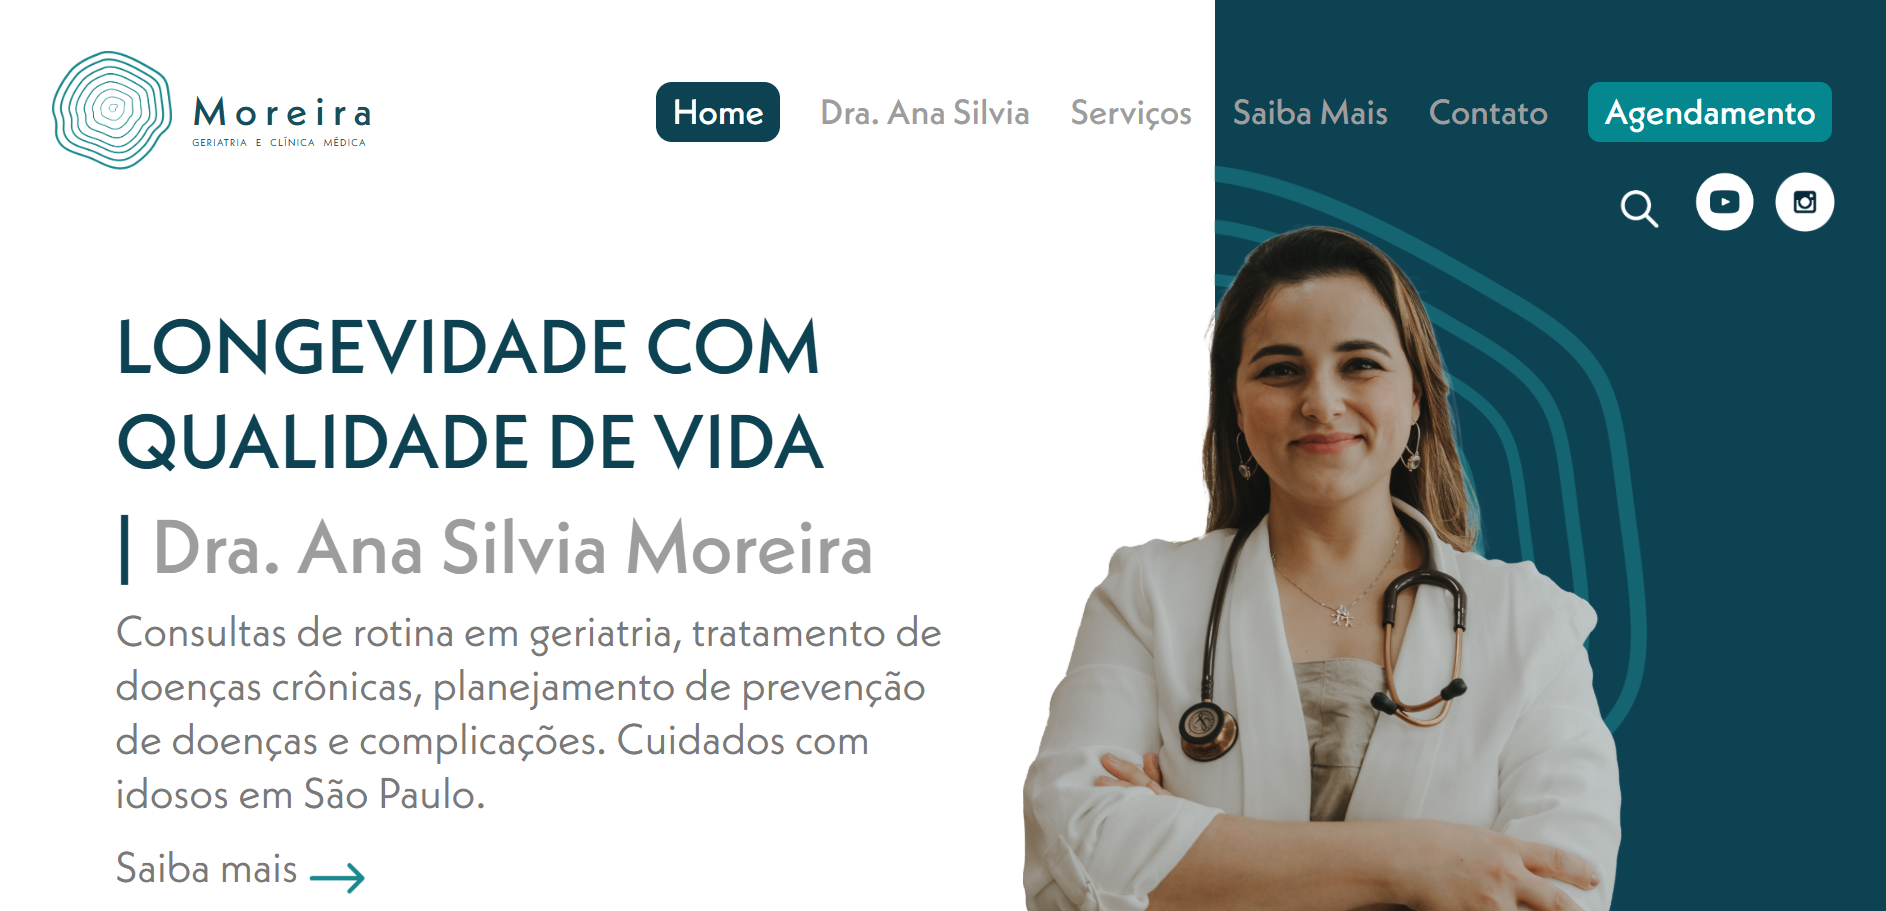 Moreira
GERIATRIA E CLÍNICA MÉDICA
Home
Dra. Ana Silvia
Serviços
Saiba Mais
Contato
Agendamento
LONGEVIDADE COM
QUALIDADE DE VIDA
| Dra. Ana Silvia Moreira
Consultas de rotina em geriatria, tratamento de
doenças crônicas, planejamento de prevenção
de doenças e complicações. Cuidados com
idosos em São Paulo.
Saiba mais